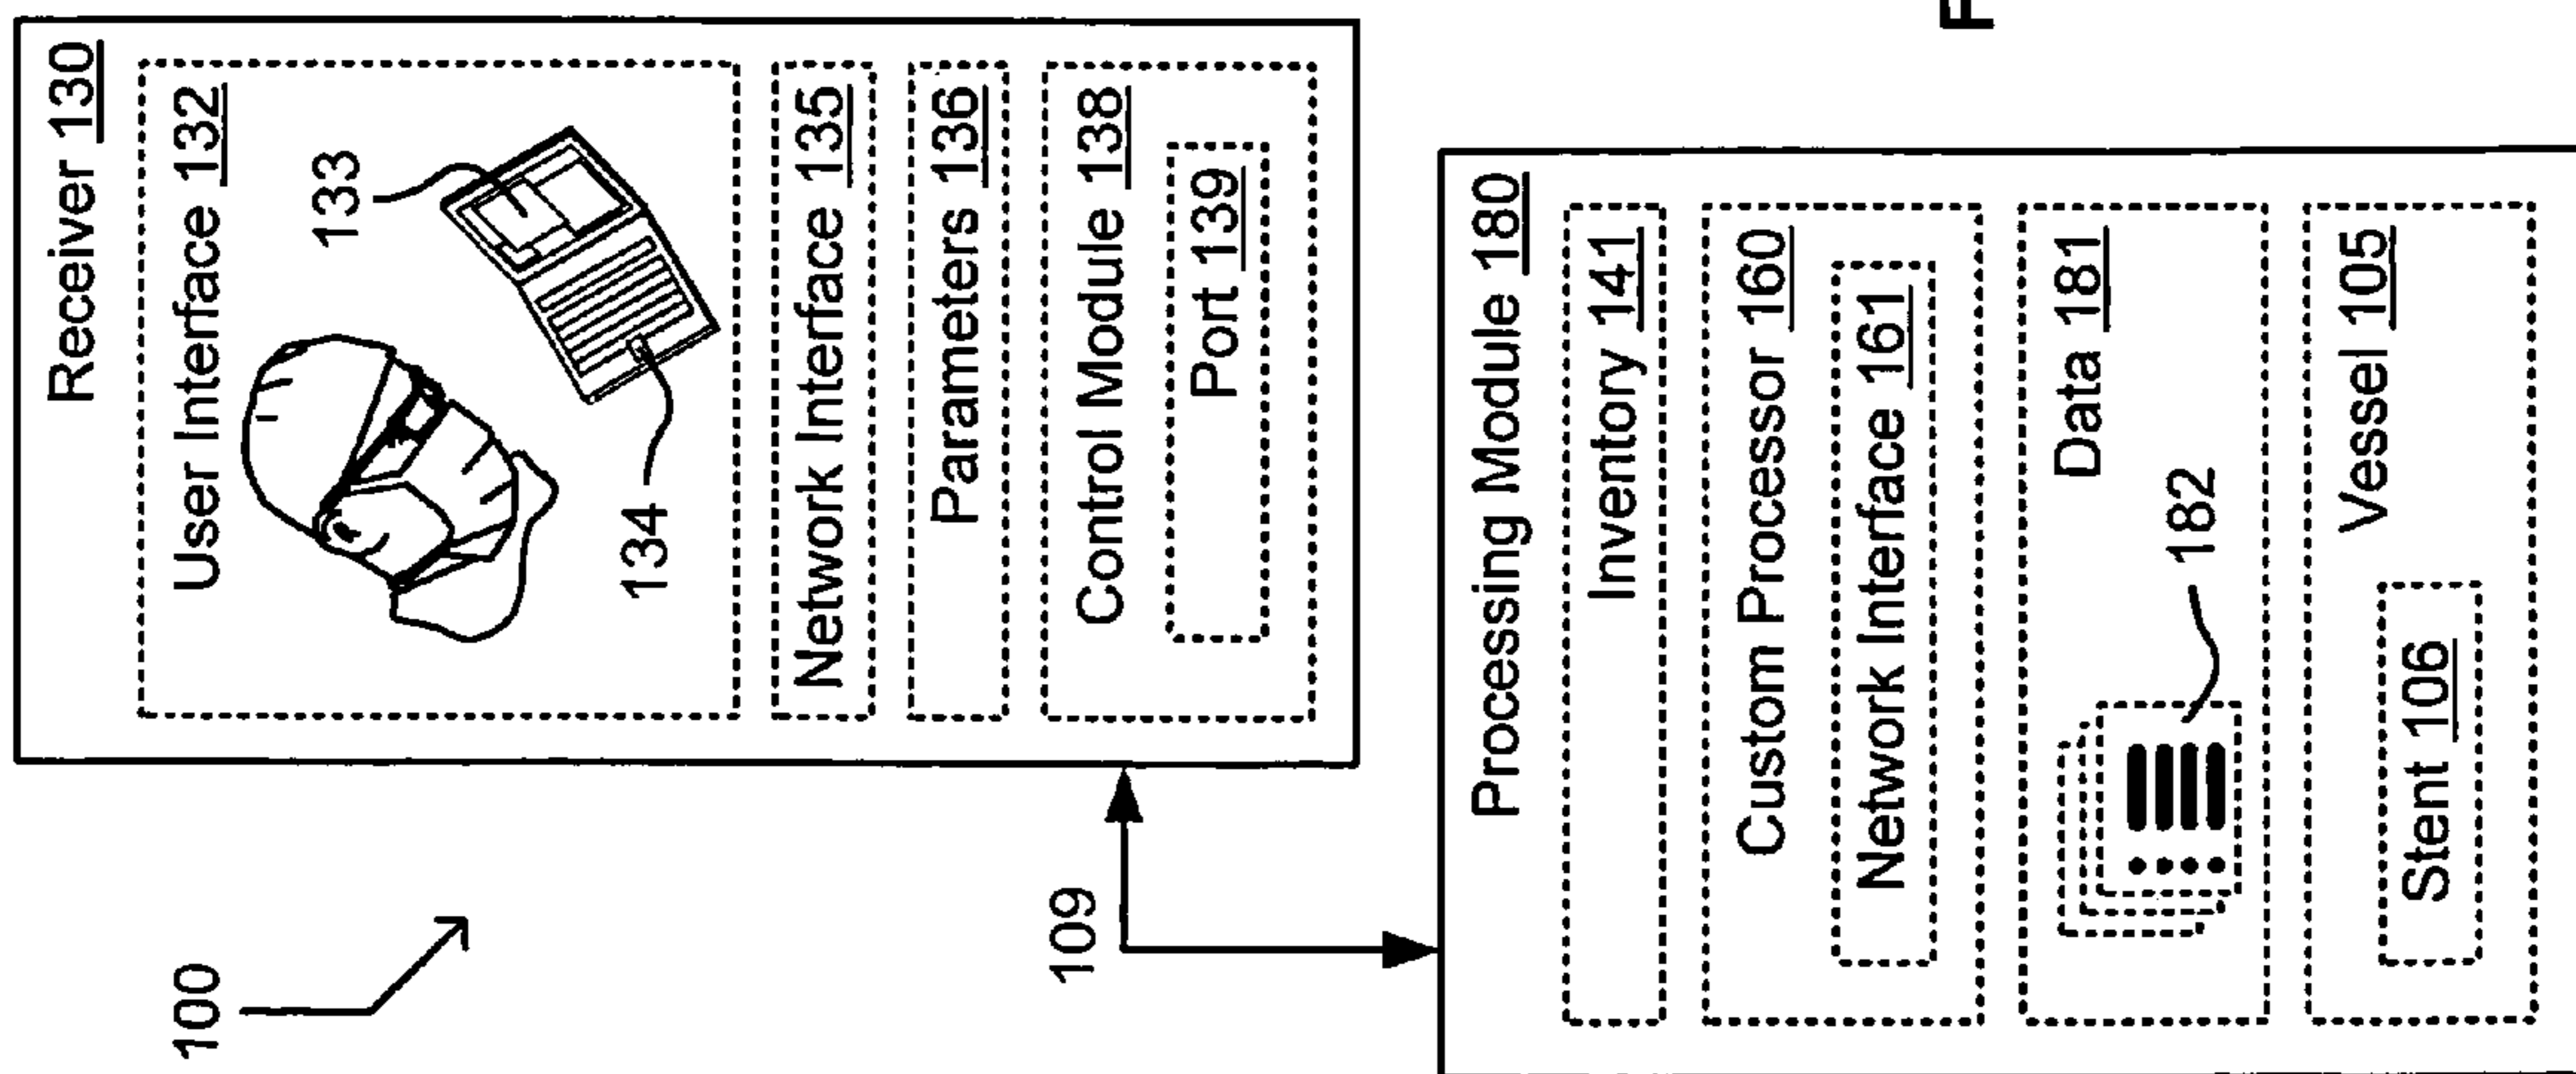 100
Receiver 130
User Interface 132
133
134
Network Interface 135
Parameters 136
Control Module 138
Port 139
109
Processing Module 180
Inventory 141
Custom Processor 160
Network Interface 161
Data 181
182
Vessel 105
Stent 106